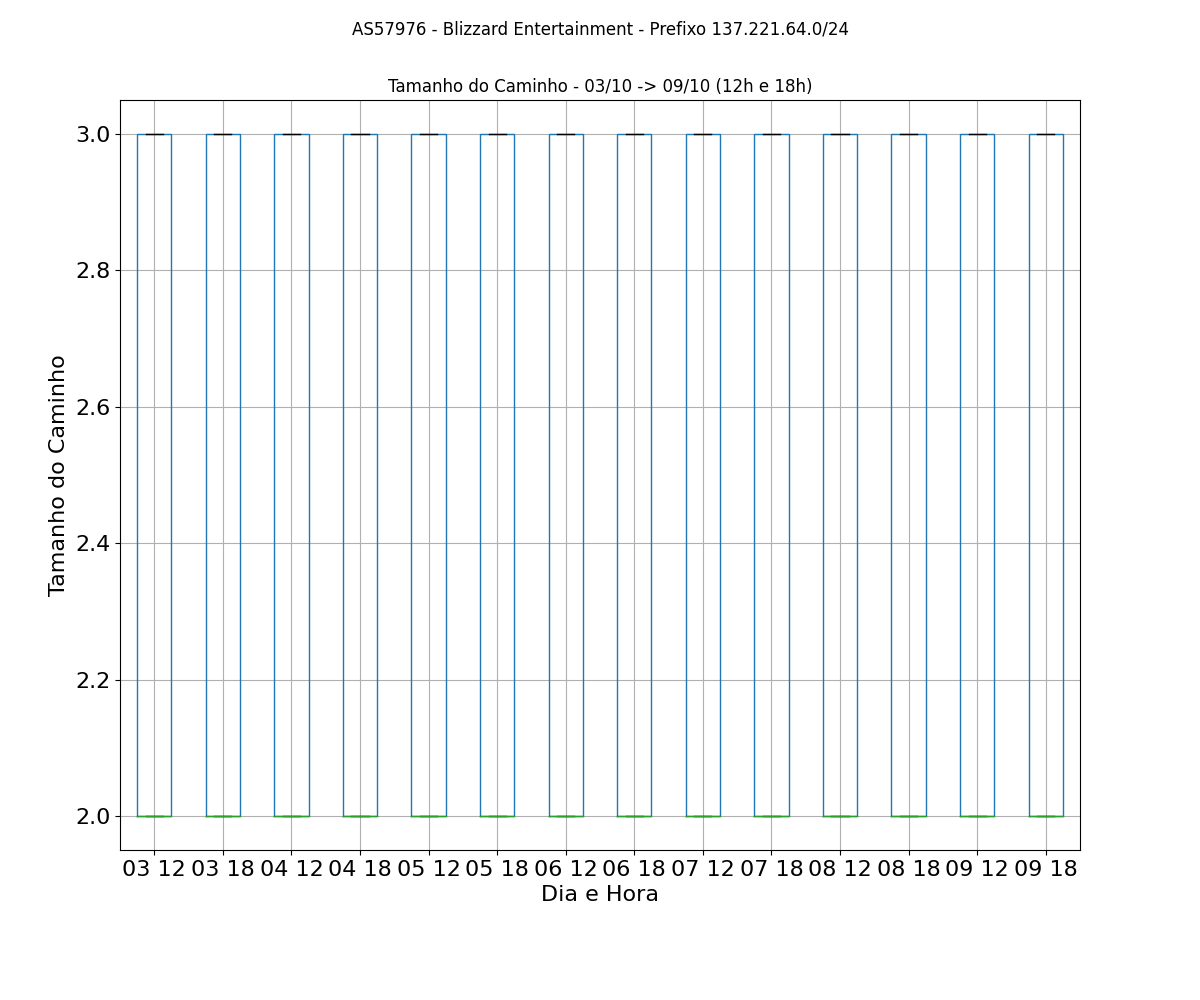 AS57976 - Blizzard Entertainment - Prefixo 137.221.64.0/24
Tamanho do Caminho - 03/10 -> 09/10 (12h e 18h)
Tamanho do Caminho
3.0
2.8
2.6
2.4
2.2
2.0
03 12 03 18 04 12 04 18 05 12 05 18 06 12 06 18 07 12 07 18 08 12 08 18 09 12 09 18
Dia e Hora